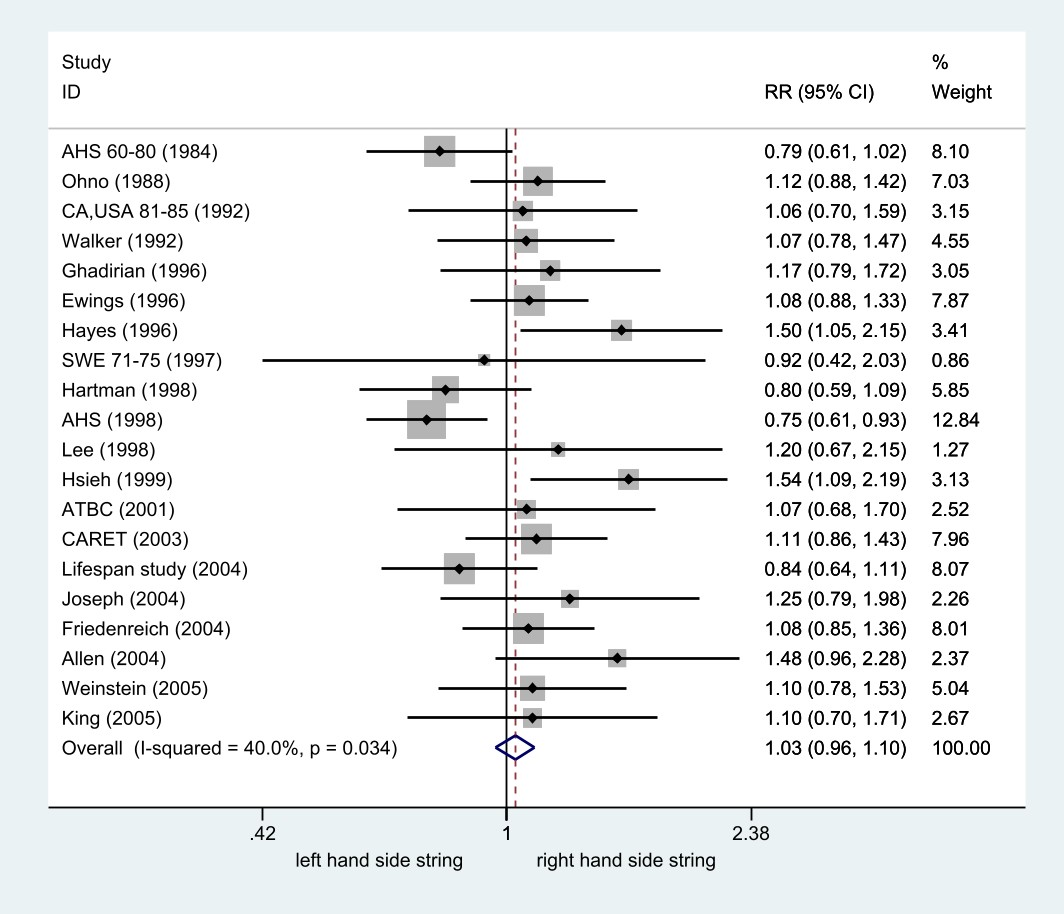 Study %
ID RR (95% CI) Weight
AHS 60-80 (1984) 0.79 (0.61, 1.02) 8.10
Ohno (1988) 1.12 (0.88, 1.42) 7.03
CA,USA 81-85 (1992) 1.06 (0.70, 1.59) 3.15
Walker (1992) 1.07 (0.78, 1.47) 4.55
Ghadirian (1996) 1.17 (0.79, 1.72) 3.05
Ewings (1996) 1.08 (0.88, 1.33) 7.87
Hayes (1996) 1.50 (1.05, 2.15) 3.41
SWE 71-75 (1997) 0.92 (0.42, 2.03) 0.86
Hartman (1998) 0.80 (0.59, 1.09) 5.85
AHS (1998) 0.75 (0.61, 0.93) 12.84
Lee (1998) 1.20 (0.67, 2.15) 1.27
Hsieh (1999) 1.54 (1.09, 2.19) 3.13
ATBC (2001) 1.07 (0.68, 1.70) 2.52
CARET (2003) 1.11 (0.86, 1.43) 7.96
Lifespan study (2004) 0.84 (0.64, 1.11) 8.07
Joseph (2004) 1.25 (0.79, 1.98) 2.26
Friedenreich (2004) 1.08 (0.85, 1.36) 8.01
Allen (2004) 1.48 (0.96, 2.28) 2.37
Weinstein (2005) 1.10 (0.78, 1.53) 5.04
King (2005) 1.10 (0.70, 1.71) 2.67
Overall (I-squared = 40.0%, p = 0.034) 1.03 (0.96, 1.10) 100.00
.42 1 2.38
left hand side string right hand side string